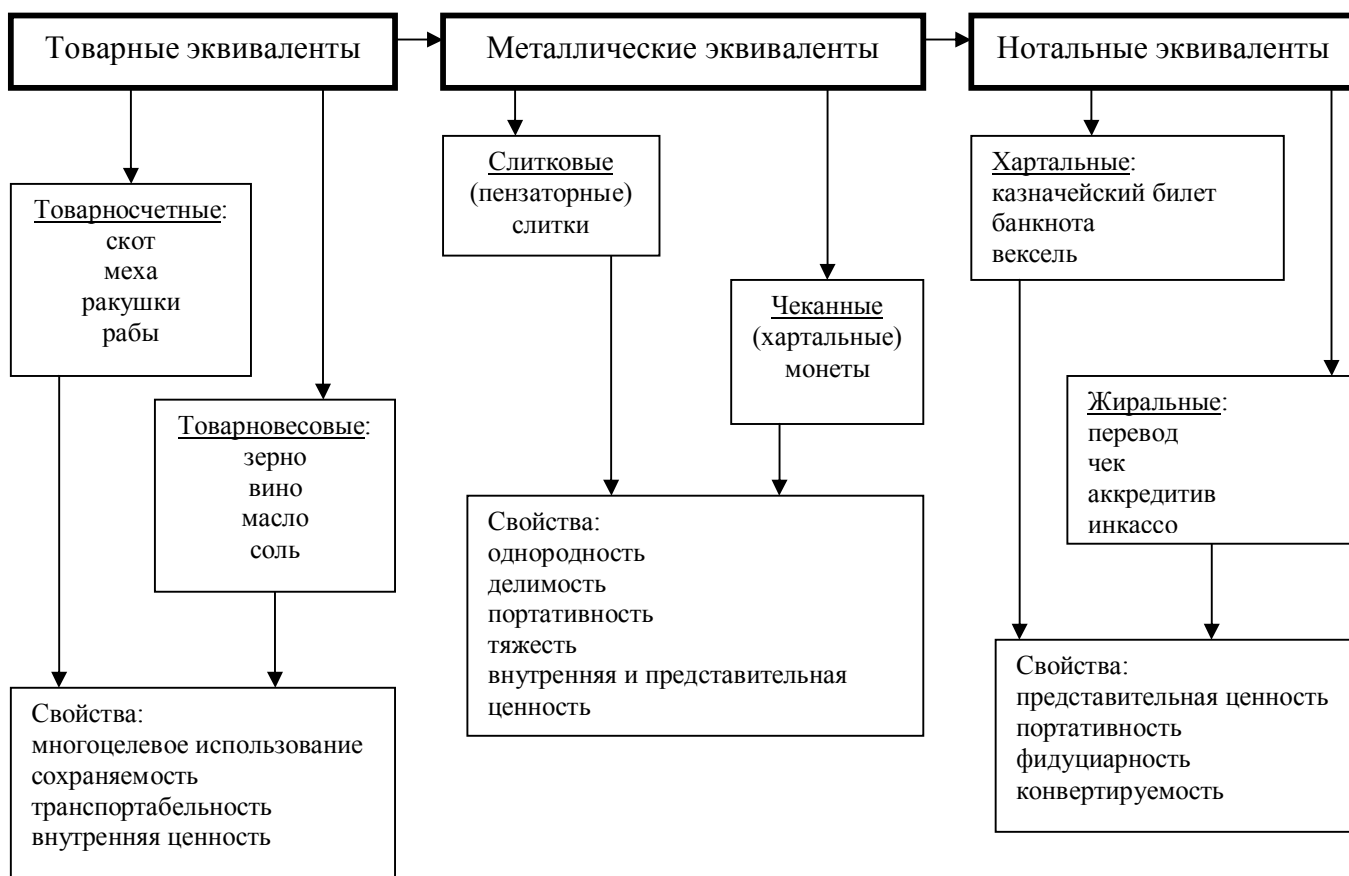 Товарные эквиваленты
Металлические эквиваленты
Нотальные эквиваленты
Товарносчетные:
скот
меха
ракушки
рабы
Товарновесовые:
зерно
вино
масло
соль
Свойства:
многоцелевое использование
сохраняемость
транспортабельность
внутренняя ценность
Слитковые
(пензаторные)
слитки
Чеканные
(хартальные)
монеты
Свойства:
однородность
делимость
портативность
тяжесть
внутренняя и представительная
ценность
Хартальные:
казначейский билет
банкнота
вексель
Жиральные:
перевод
чек
аккредитив
инкассо
Свойства:
представительная ценность
портативность
фидуциарность
конвертируемость